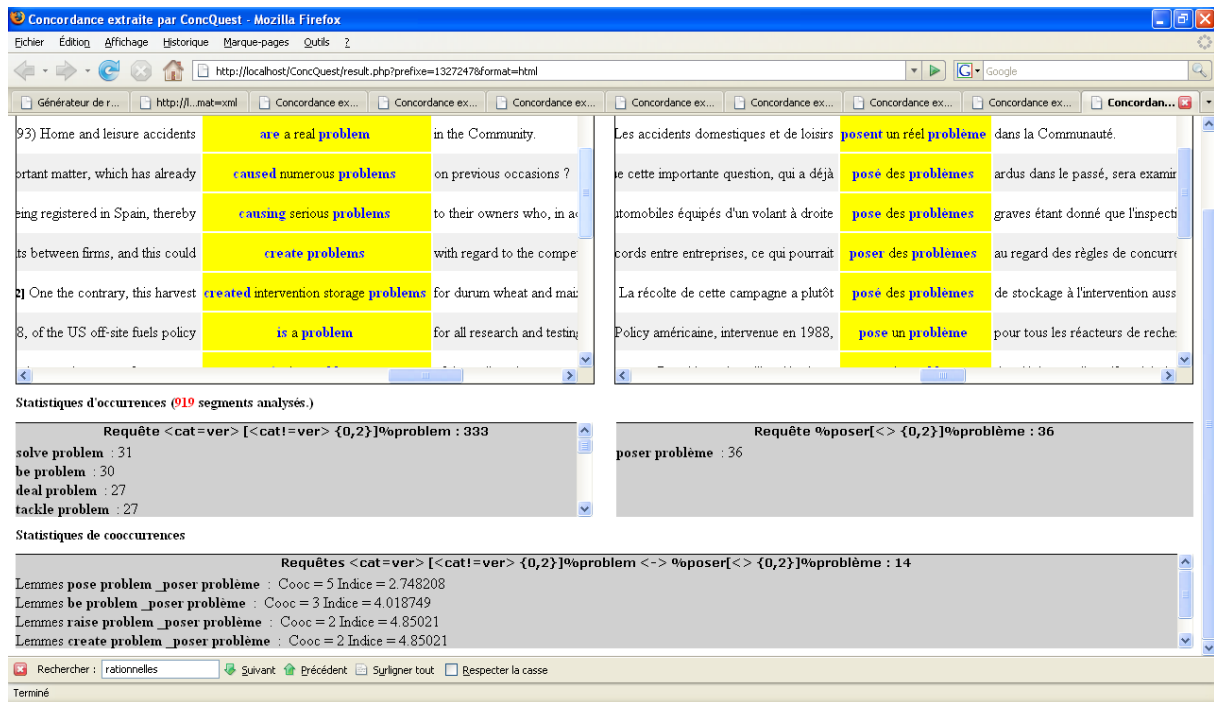 Concordance extraite par ConcQuest - Mozilla Firefox
Fichier Édition Affichage Historique Marque-pages Outils ?
http://localhost/ConcQuest/result.php?prefixe=1327247&format=html
G Google
Générateur de r... http://l...mat=xml Concordance ex... Concordance ex... Concordance ex... Concordance ex... Concordance ex... Concordance ex... Concordance ex... Concordan...
93) Home and leisure accidents are a real problem in the Community. Les accidents domestiques et de loisirs posent un réel problème dans la Communauté.
ortant matter, which has already caused numerous problems on previous occasions ? ue cette importante question, qui a déjà posé des problèmes ardus dans le passé, sera examin
eing registered in Spain, thereby causing serious problems to their owners who, in ac utomobiles équipés d'un volant à droite pose des problèmes graves étant donné que l'inspecti
ts between firms, and this could create problems with regard to the compe cords entre entreprises, ce qui pourrait poser des problèmes au regard des règles de concurre
2] One the contrary, this harvest created intervention storage problems for durum wheat and mai La récolte de cette campagne a plutôt posé des problèmes de stockage à l'intervention auss
8, of the US off-site fuels policy is a problem for all research and testing Policy américaine, intervenue en 1988, pose un problème pour tous les réacteurs de reche
Statistiques d'occurrences (919 segments analysés.)
Requête <cat=ver> [<cat!=ver> {0,2}]%problem : 333 Requête %poser[<> {0,2}]%problème : 36
solve problem : 31 poser problème : 36
be problem : 30
deal problem : 27
tackle problem : 27
Statistiques de cooccurrences
Requêtes <cat=ver> [<cat!=ver> {0,2}]%problem <-> %poser[<> {0,2}]%problème : 14
Lemmes pose problem _poser problème : Cooc = 5 Indice = 2.748208
Lemmes be problem _poser problème : Cooc = 3 Indice = 4.018749
Lemmes raise problem _poser problème : Cooc = 2 Indice = 4.85021
Lemmes create problem _poser problème : Cooc = 2 Indice = 4.85021
Rechercher : rationnelles Suivant Précédent Surligner tout Respecter la casse
Terminé